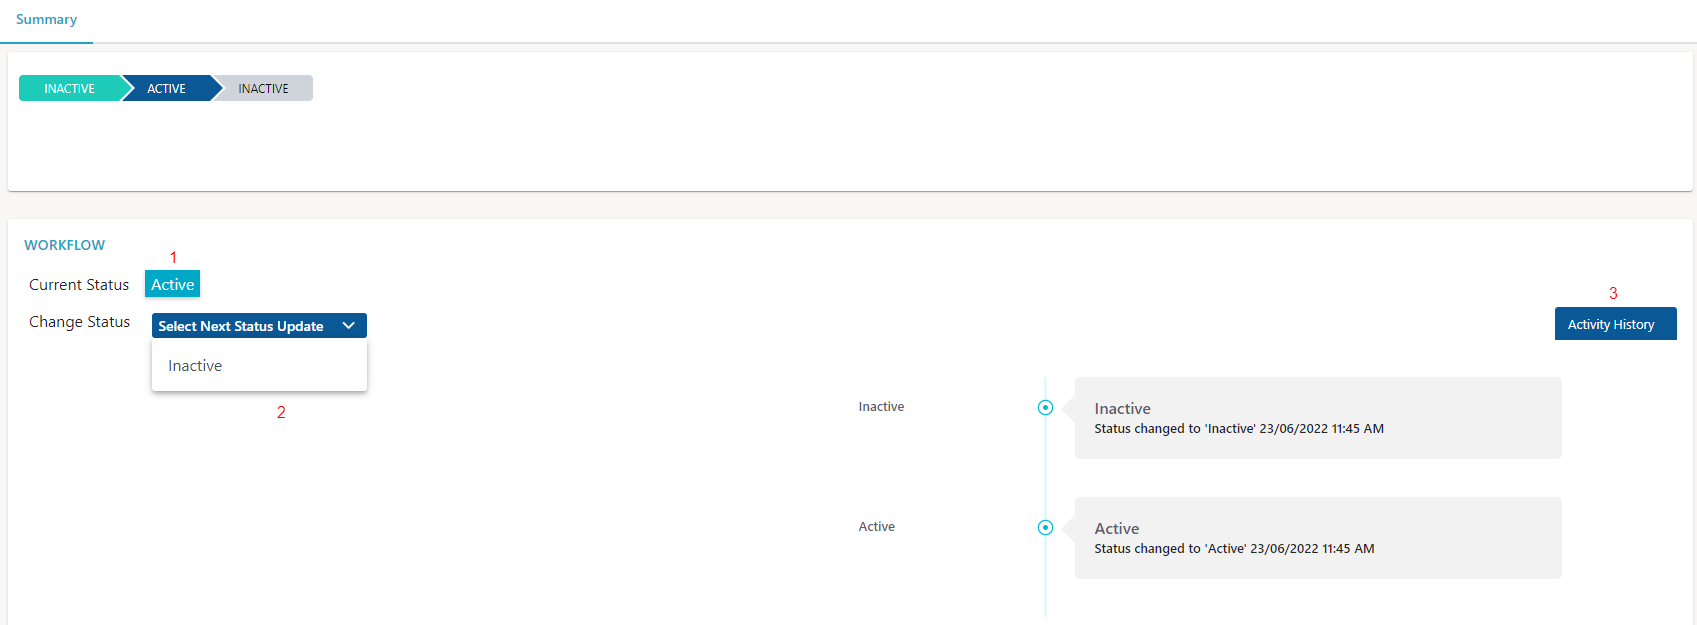 Summary
INACTIVE ACTIVE INACTIVE
WORKFLOW
1
Current Status Active
3
Change Status Select Next Status Update Activity History
Inactive
2
Inactive Inactive
Status changed to 'Inactive' 23/06/2022 11:45 AM
Active Active
Status changed to 'Active' 23/06/2022 11:45 AM